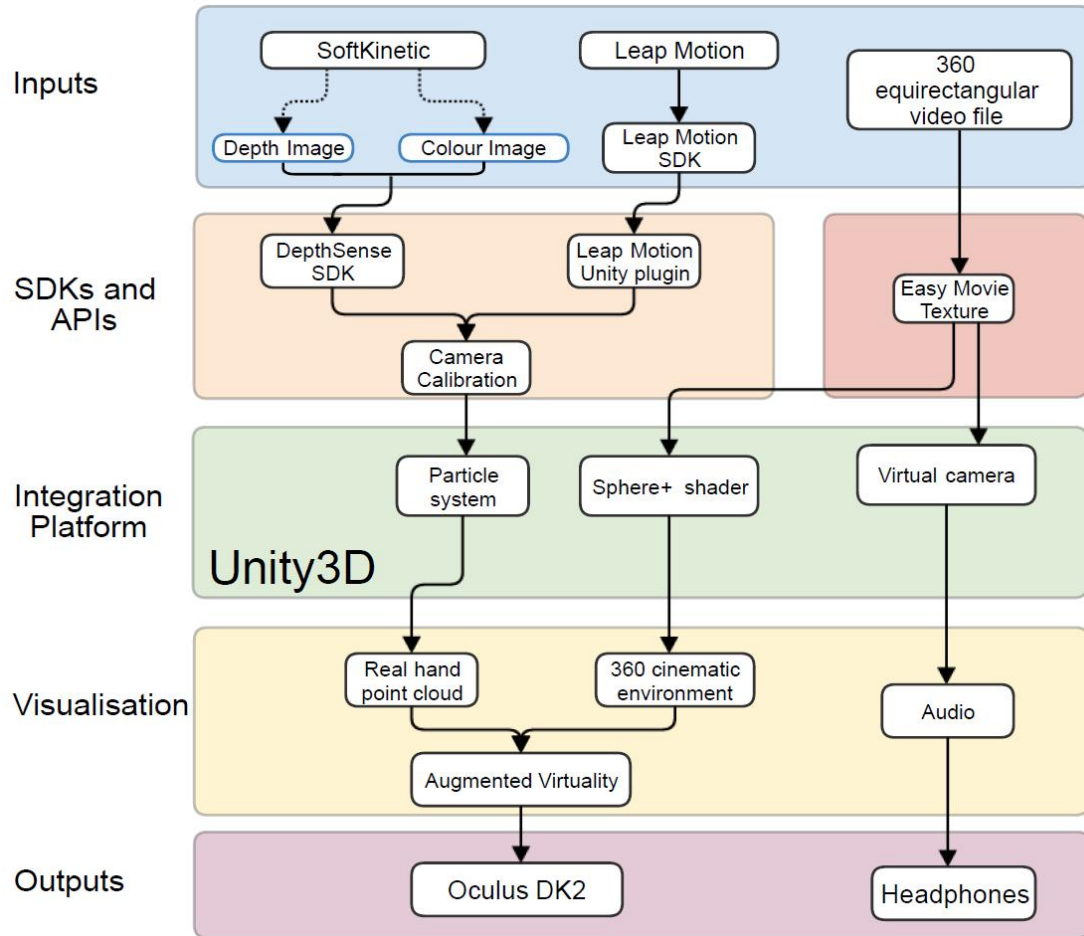 Inputs
SoftKinetic
Leap Motion
360
equirectangular
video file
Depth Image
Colour Image
Leap Motion
SDK
SDKs and
APIs
DepthSense
SDK
Leap Motion
Unity plugin
Easy Movie
Texture
Camera
Calibration
Integration
Platform
Particle
system
Sphere+ shader
Virtual camera
Unity3D
Visualisation
Real hand
point cloud
360 cinematic
environment
Audio
Augmented Virtuality
Outputs
Oculus DK2
Headphones